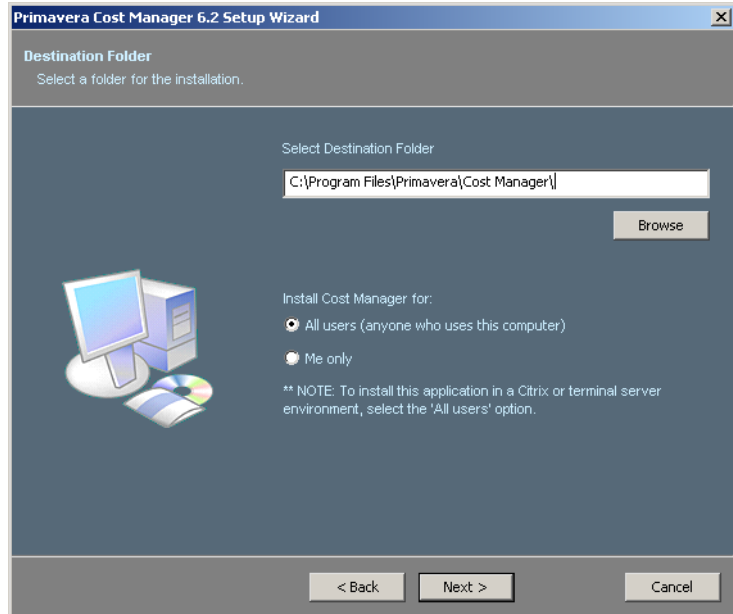 Primavera Cost Manager 6.2 Setup Wizard
Destination Folder
Select a folder for the installation.
Select Destination Folder
C:\Program Files\Primavera\Cost Manager\
Browse
Install Cost Manager for:
All users (anyone who uses this computer)
Me only
** NOTE: To install this application in a Citrix or terminal server
environment, select the 'All users' option.
< Back
Next >
Cancel